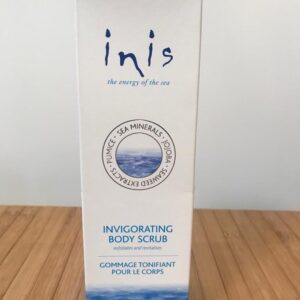 inis
the energy of the sea
PUMICE · SEA MINERALS · JOJOBA · SEAWEED EXTRACTS ·
INVIGORATING
BODY SCRUB
exfoliates and revitalises
GOMMAGE TONIFIANT
POUR LE CORPS